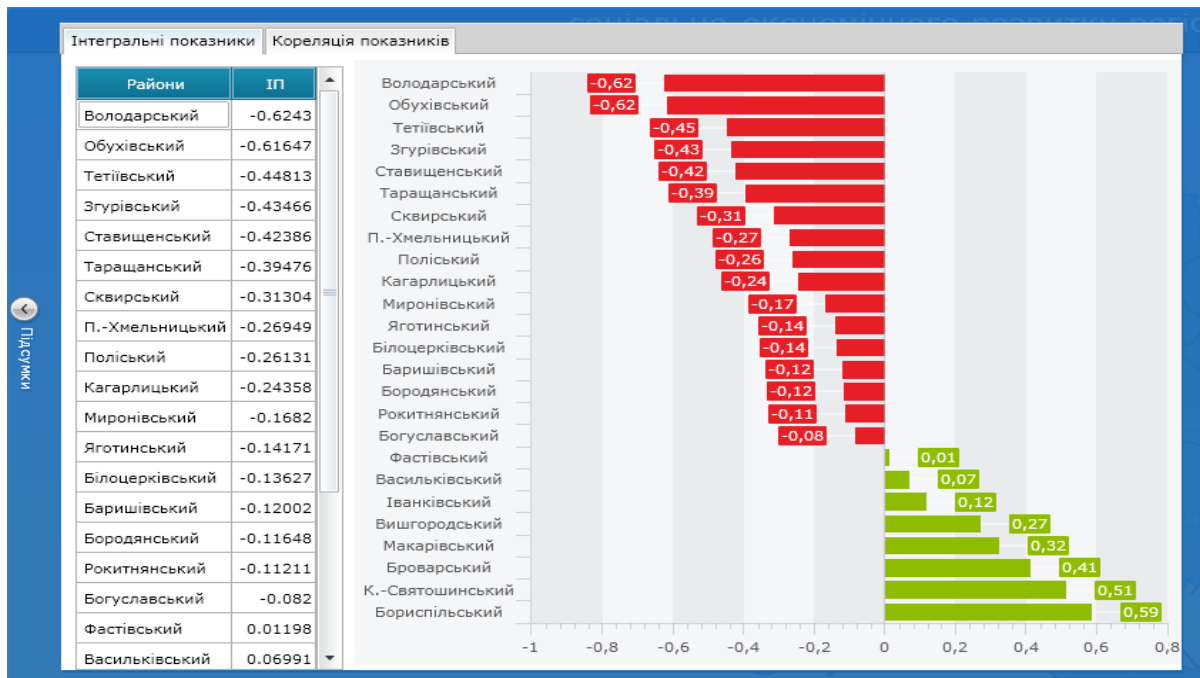 соціально-економічного розвитку регіо
Інтегральні показники Кореляція показників
Райони ІП
Володарський -0.6243
Обухівський -0.61647
Тетіївський -0.44813
Згурівський -0.43466
Ставищенський -0.42386
Таращанський -0.39476
Сквирський -0.31304
П.-Хмельницький -0.26949
Поліський -0.26131
Кагарлицький -0.24358
Миронівський -0.1682
Яготинський -0.14171
Білоцерківський -0.13627
Баришівський -0.12002
Бородянський -0.11648
Рокитнянський -0.11211
Богуславський -0.082
Фастівський 0.01198
Васильківський 0.06991
Підсумки
Володарський -0,62
Обухівський -0,62
Тетіївський -0,45
Згурівський -0,43
Ставищенський -0,42
Таращанський -0,39
Сквирський -0,31
П.-Хмельницький -0,27
Поліський -0,26
Кагарлицький -0,24
Миронівський -0,17
Яготинський -0,14
Білоцерківський -0,14
Баришівський -0,12
Бородянський -0,12
Рокитнянський -0,11
Богуславський -0,08
Фастівський 0,01
Васильківський 0,07
Іванківський 0,12
Вишгородський 0,27
Макарівський 0,32
Броварський 0,41
К.-Святошинський 0,51
Бориспільський 0,59
-1 -0,8 -0,6 -0,4 -0,2 0 0,2 0,4 0,6 0,8